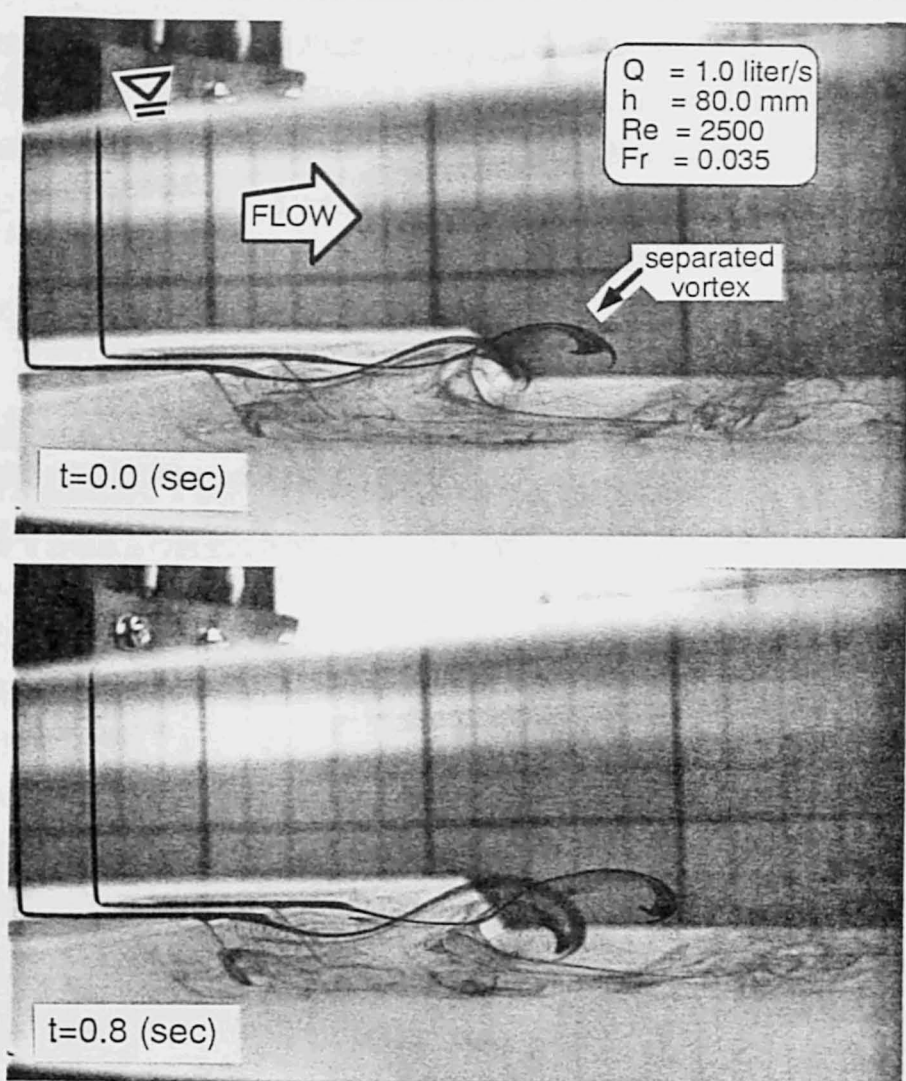 Q = 1.0 liter/s
h = 80.0 mm
Re = 2500
Fr = 0.035
FLOW
separated
vortex
t=0.0 (sec)
t=0.8 (sec)